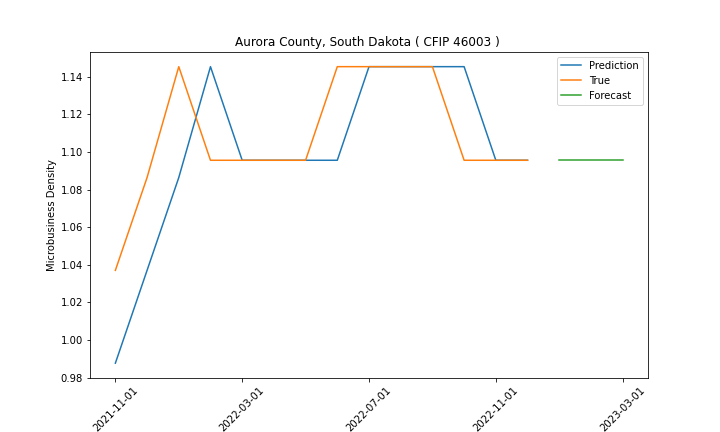 Aurora County, South Dakota ( CFIP 46003 )
Prediction
True
Forecast
Microbusiness Density
1.14
1.12
1.10
1.08
1.06
1.04
1.02
1.00
0.98
2021-11-01
2022-03-01
2022-07-01
2022-11-01
2023-03-01